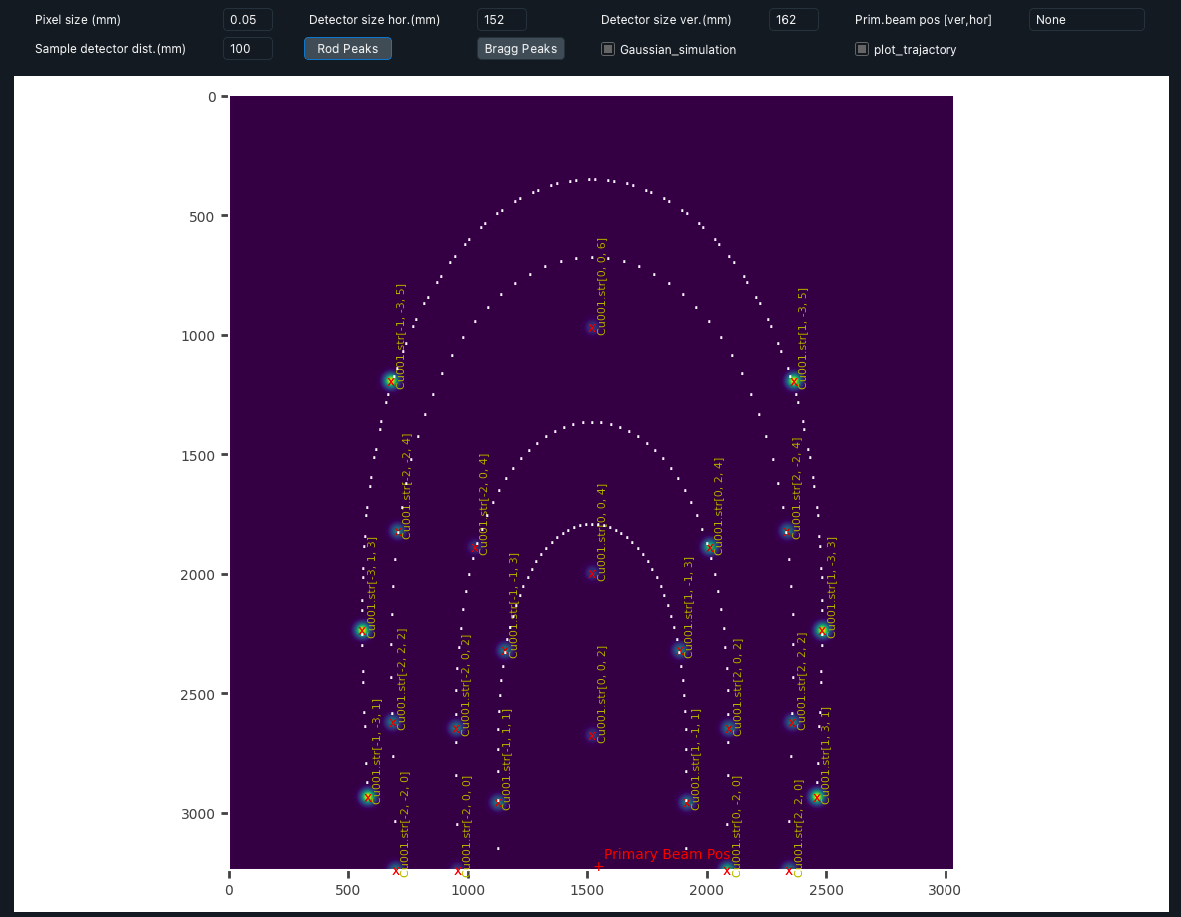 Pixel size (mm) 0.05 Detector size hor.(mm) 152 Detector size ver.(mm) 162 Prim.beam pos [ver,hor] None
Sample detector dist.(mm) 100 Rod Peaks Bragg Peaks Gaussian_simulation plot_trajactory
0
500
1000
1500
2000
2500
3000
Cu001.str[0, 0, 6]
Cu001.str[-1, -3, 5]
Cu001.str[1, -3, 5]
Cu001.str[-2, -2, 4]
Cu001.str[-2, 0, 4]
Cu001.str[0, 0, 4]
Cu001.str[0, 2, 4]
Cu001.str[2, -2, 4]
Cu001.str[-3, 1, 3]
Cu001.str[-1, -1, 3]
Cu001.str[1, -1, 3]
Cu001.str[1, -3, 3]
Cu001.str[-2, 2, 2]
Cu001.str[-2, 0, 2]
Cu001.str[0, 0, 2]
Cu001.str[2, 0, 2]
Cu001.str[2, 2, 2]
Cu001.str[-1, -3, 1]
Cu001.str[-1, 1, 1]
Cu001.str[1, -1, 1]
Cu001.str[1, 3, 1]
Cu001.str[-2, -2, 0]
Cu001.str[-2, 0, 0]
Cu001.str[0, -2, 0]
Cu001.str[2, 2, 0]
Primary Beam Pos
0 500 1000 1500 2000 2500 3000